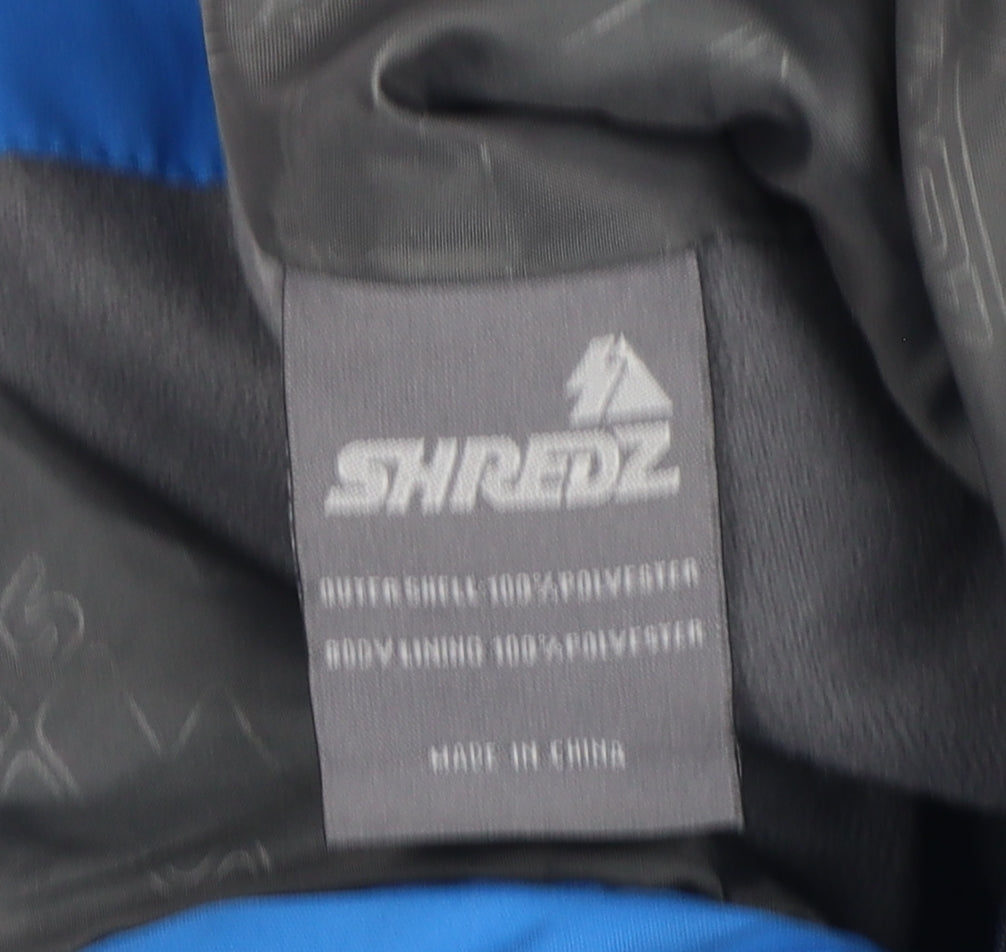 SHREDZ
OUTER SHELL:100%POLYESTER
BODY LINING 100%POLYESTER
MADE IN CHINA